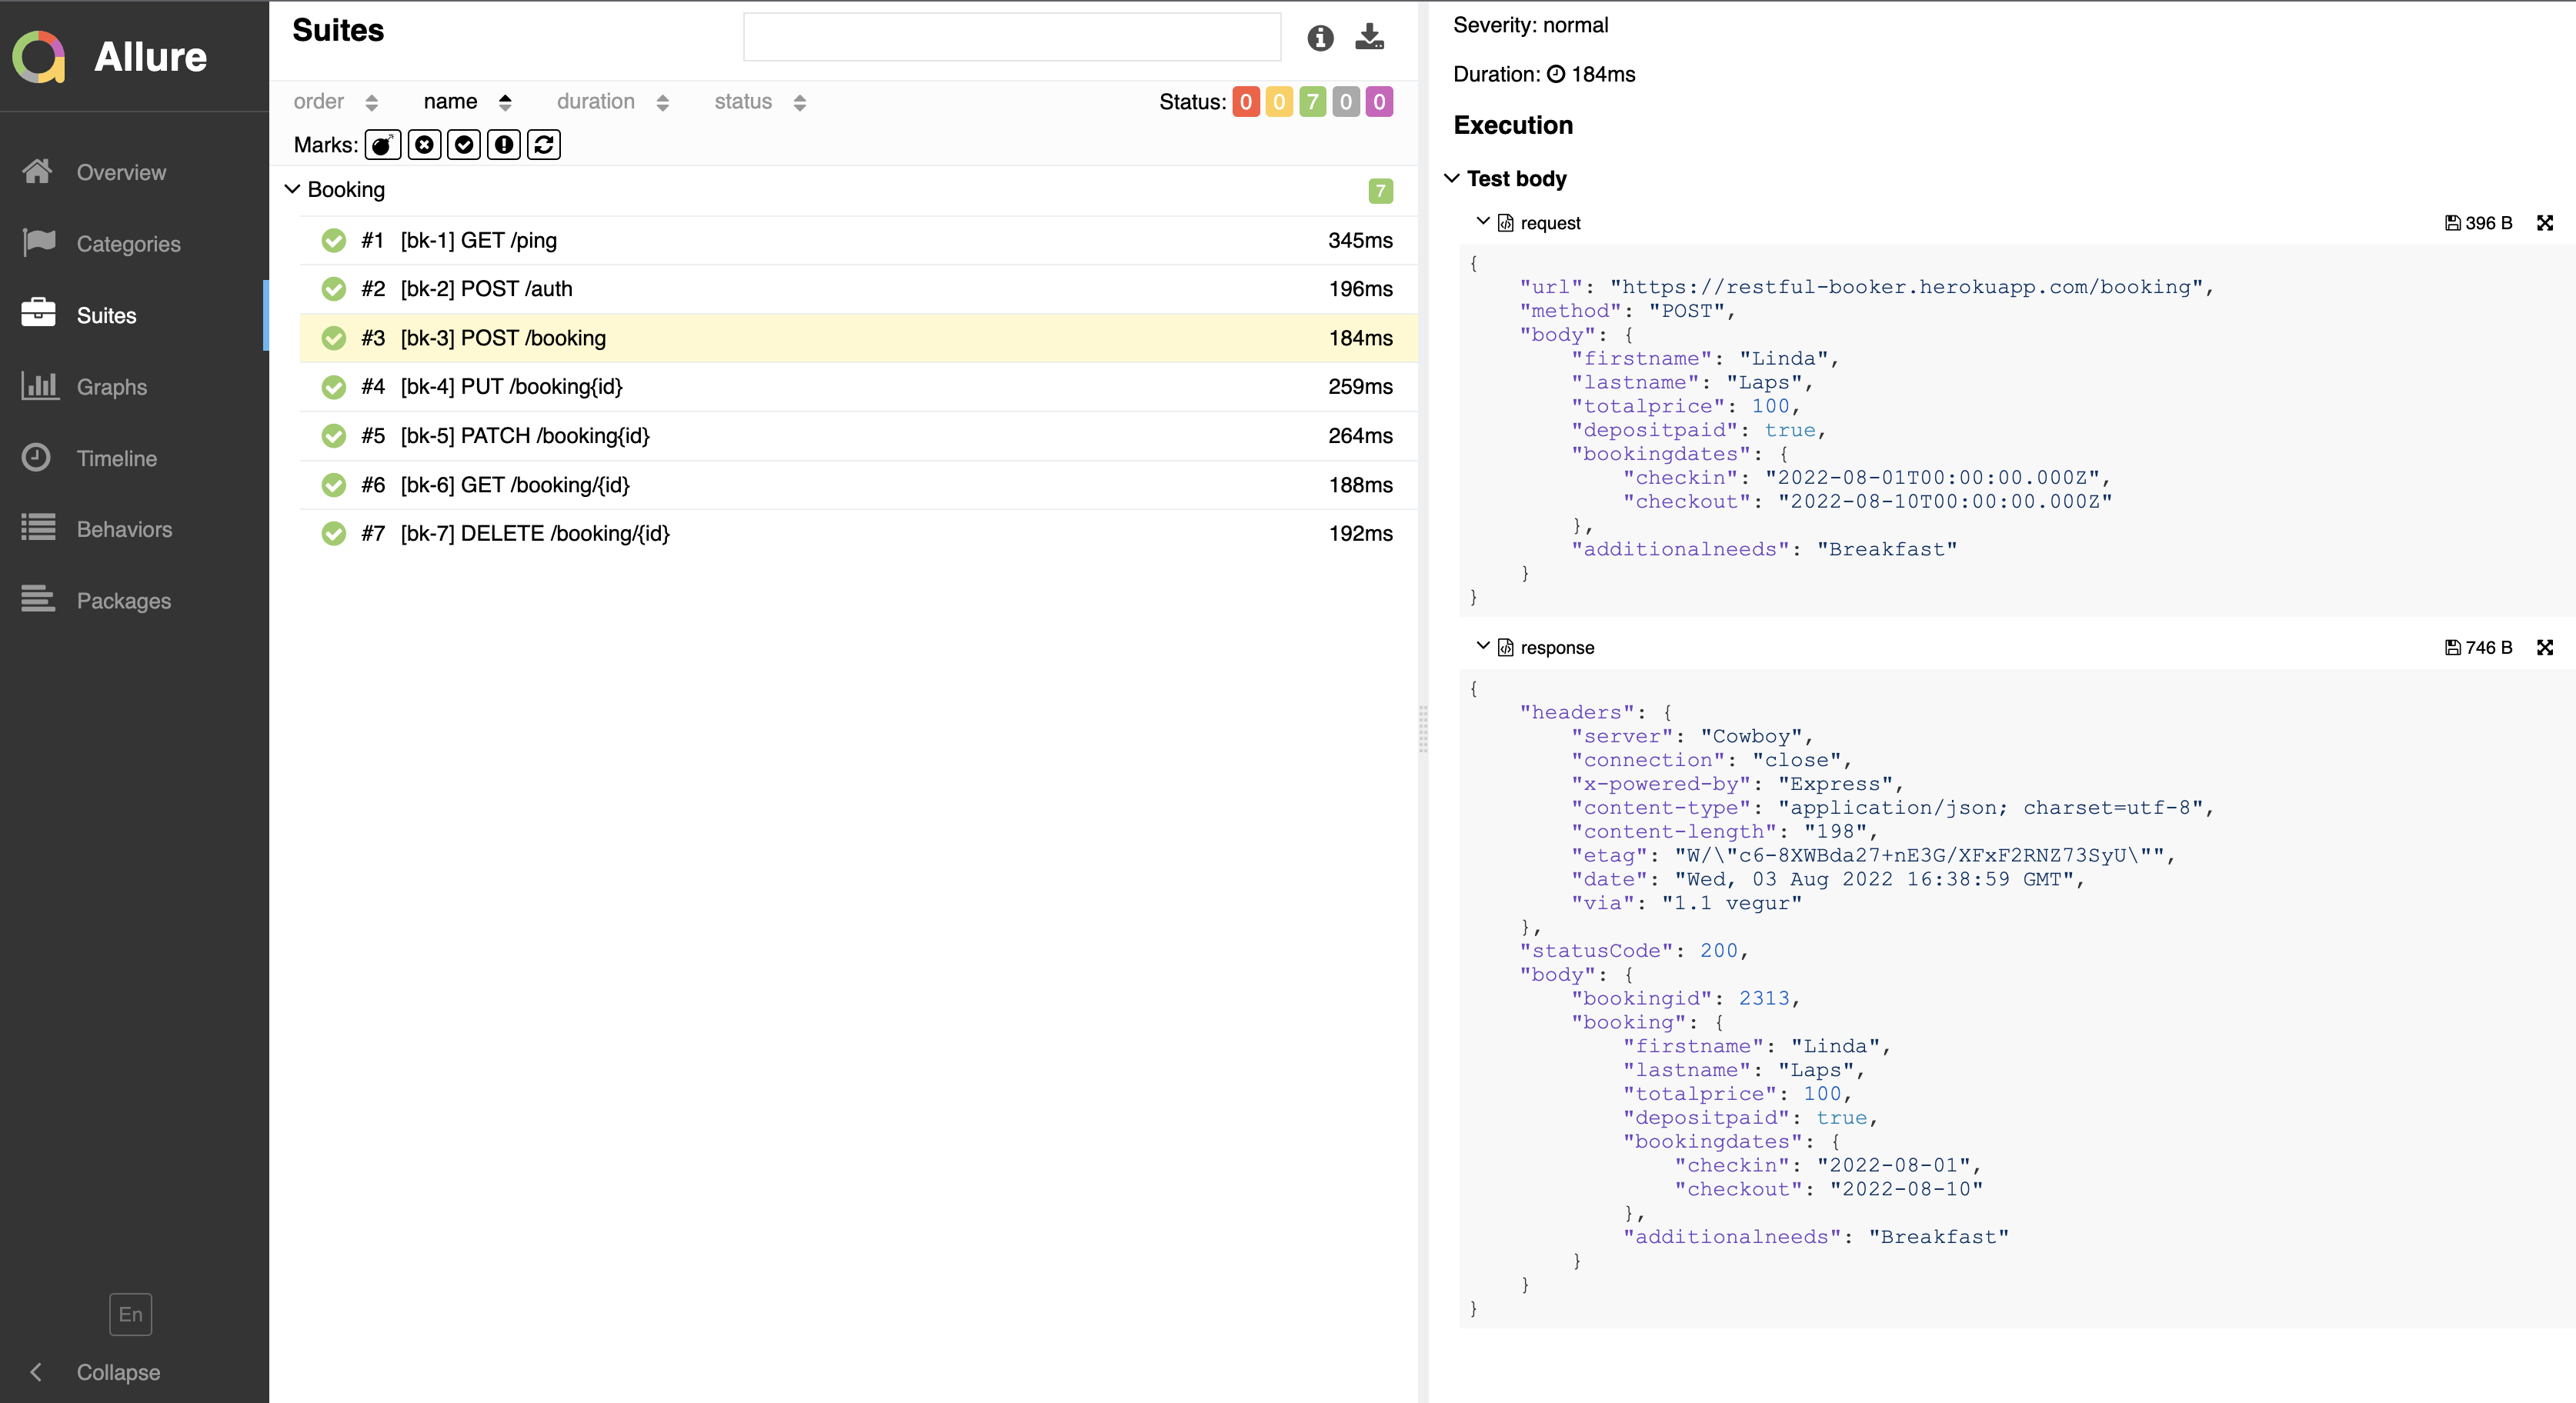 Allure
Overview
Categories
Suites
Graphs
Timeline
Behaviors
Packages
En
Collapse
Suites
order name duration status Status: 0 0 7 0 0
Marks:
Booking 7
#1 [bk-1] GET /ping 345ms
#2 [bk-2] POST /auth 196ms
#3 [bk-3] POST /booking 184ms
#4 [bk-4] PUT /booking{id} 259ms
#5 [bk-5] PATCH /booking{id} 264ms
#6 [bk-6] GET /booking/{id} 188ms
#7 [bk-7] DELETE /booking/{id} 192ms
Severity: normal
Duration: 184ms
Execution
Test body
request 396 B
{
"url": "https://restful-booker.herokuapp.com/booking",
"method": "POST",
"body": {
"firstname": "Linda",
"lastname": "Laps",
"totalprice": 100,
"depositpaid": true,
"bookingdates": {
"checkin": "2022-08-01T00:00:00.000Z",
"checkout": "2022-08-10T00:00:00.000Z"
},
"additionalneeds": "Breakfast"
}
}
response 746 B
{
"headers": {
"server": "Cowboy",
"connection": "close",
"x-powered-by": "Express",
"content-type": "application/json; charset=utf-8",
"content-length": "198",
"etag": "W/\"c6-8XWBda27+nE3G/XFxF2RNZ73SyU\"",
"date": "Wed, 03 Aug 2022 16:38:59 GMT",
"via": "1.1 vegur"
},
"statusCode": 200,
"body": {
"bookingid": 2313,
"booking": {
"firstname": "Linda",
"lastname": "Laps",
"totalprice": 100,
"depositpaid": true,
"bookingdates": {
"checkin": "2022-08-01",
"checkout": "2022-08-10"
},
"additionalneeds": "Breakfast"
}
}
}